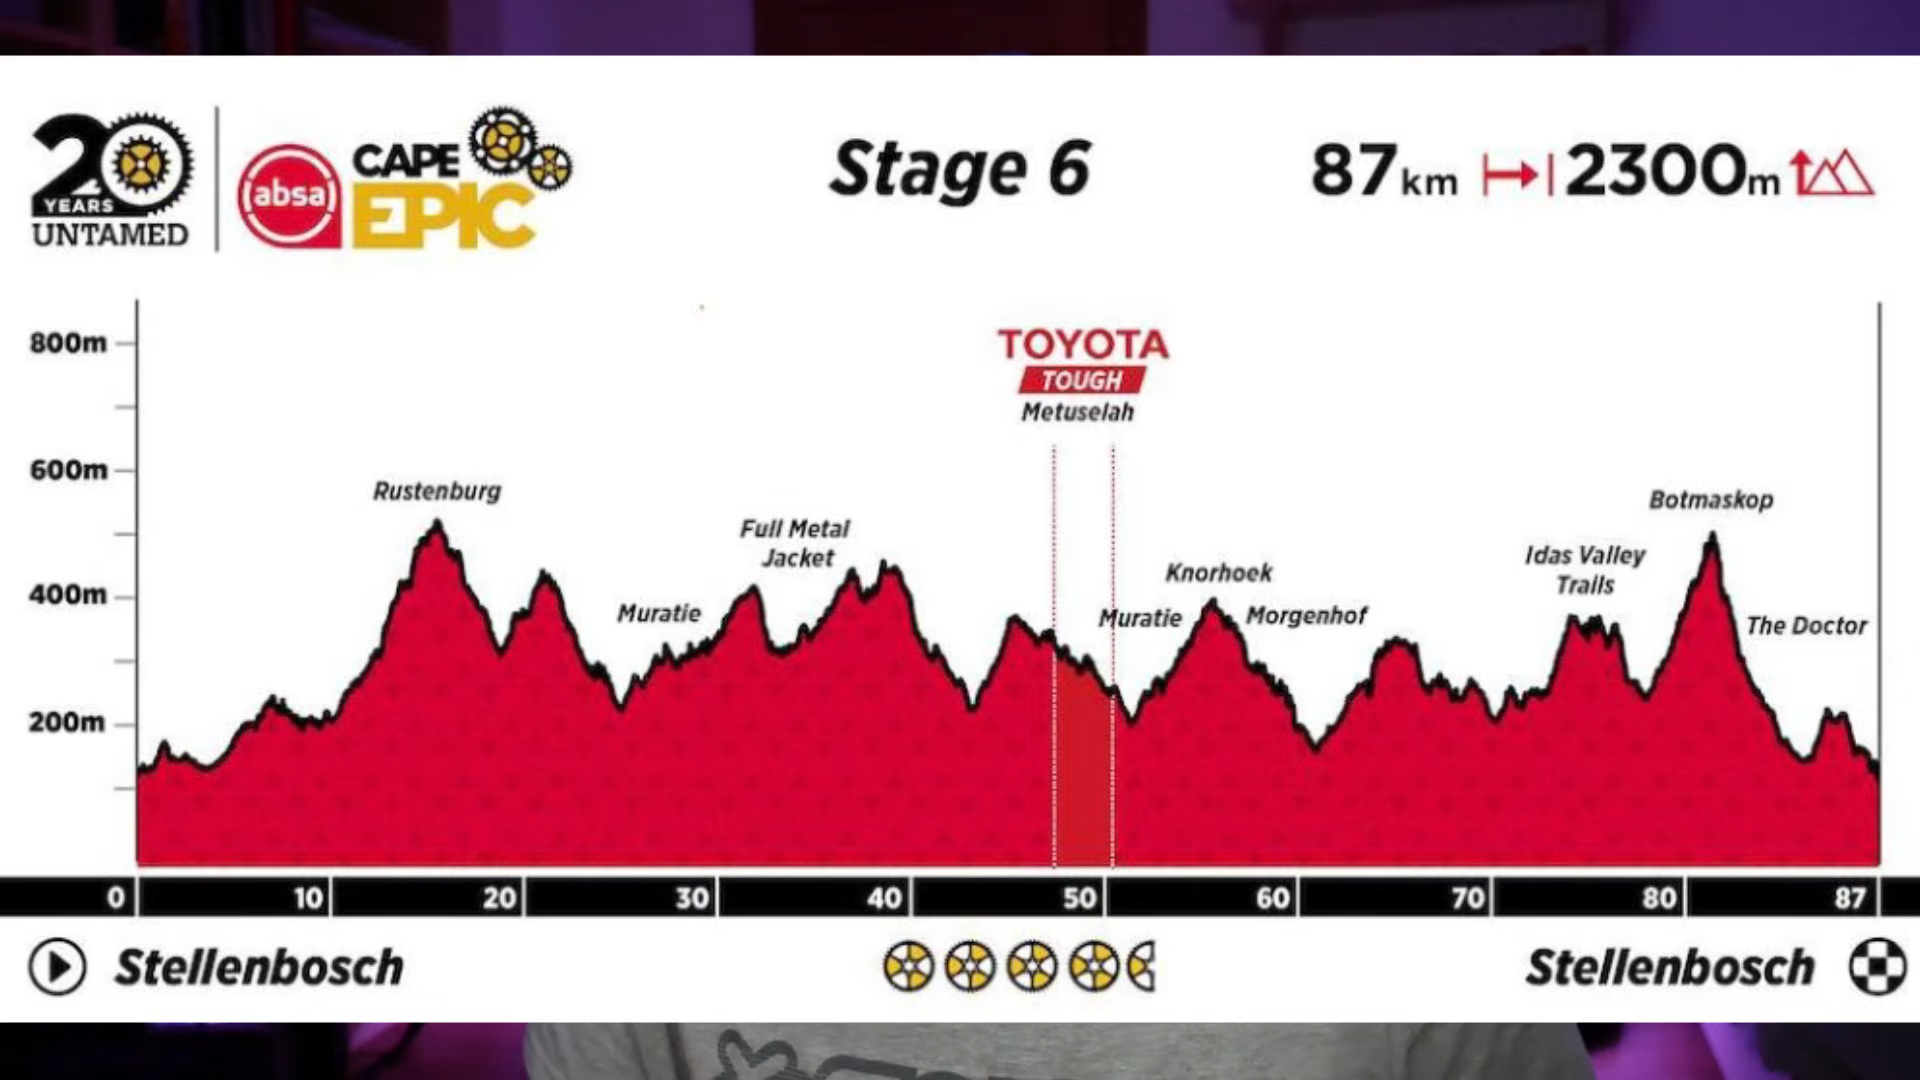 20
YEARS
UNTAMED
absa
CAPE
EPIC
Stage 6
87km
2300m
800m
600m
400m
200m
TOYOTA
TOUGH
Metuselah
Rustenburg
Muratie
Full Metal
Jacket
Muratie
Knorhoek
Morgenhof
Idas Valley
Trails
Botmaskop
The Doctor
0 10 20 30 40 50 60 70 80 87
Stellenbosch
Stellenbosch